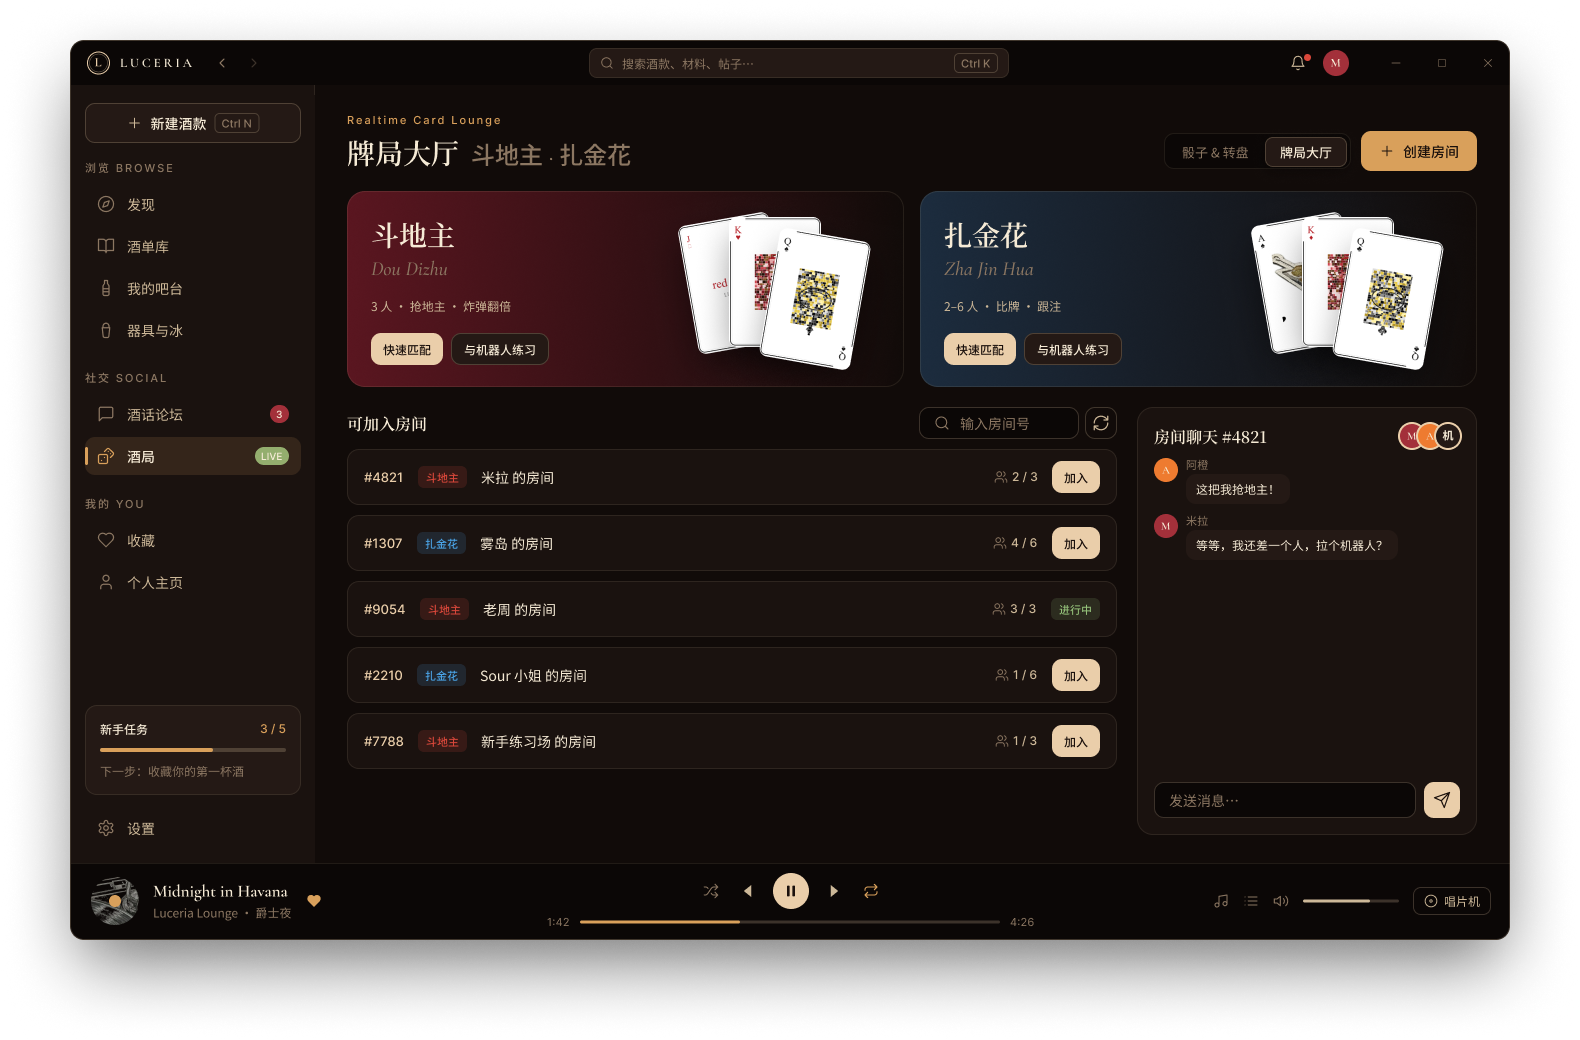 L LUCERIA
搜索酒款、材料、帖子… Ctrl K
M
新建酒款 Ctrl N
浏览 BROWSE
发现
酒单库
我的吧台
器具与冰
社交 SOCIAL
酒话论坛 3
酒局 LIVE
我的 YOU
收藏
个人主页
新手任务 3 / 5
下一步：收藏你的第一杯酒
设置
Realtime Card Lounge
牌局大厅 斗地主 · 扎金花
骰子 & 转盘 牌局大厅 创建房间
斗地主
Dou Dizhu
3 人 • 抢地主 • 炸弹翻倍
快速匹配 与机器人练习
J K Q
red
Q
扎金花
Zha Jin Hua
2–6 人 • 比牌 • 跟注
快速匹配 与机器人练习
A K Q
Q
可加入房间
输入房间号
#4821 斗地主 米拉 的房间 2 / 3 加入
#1307 扎金花 雾岛 的房间 4 / 6 加入
#9054 斗地主 老周 的房间 3 / 3 进行中
#2210 扎金花 Sour 小姐 的房间 1 / 6 加入
#7788 斗地主 新手练习场 的房间 1 / 3 加入
房间聊天 #4821
M A 机
A 阿橙
这把我抢地主！
M 米拉
等等，我还差一个人，拉个机器人？
发送消息…
Midnight in Havana
Luceria Lounge • 爵士夜
1:42 4:26
唱片机